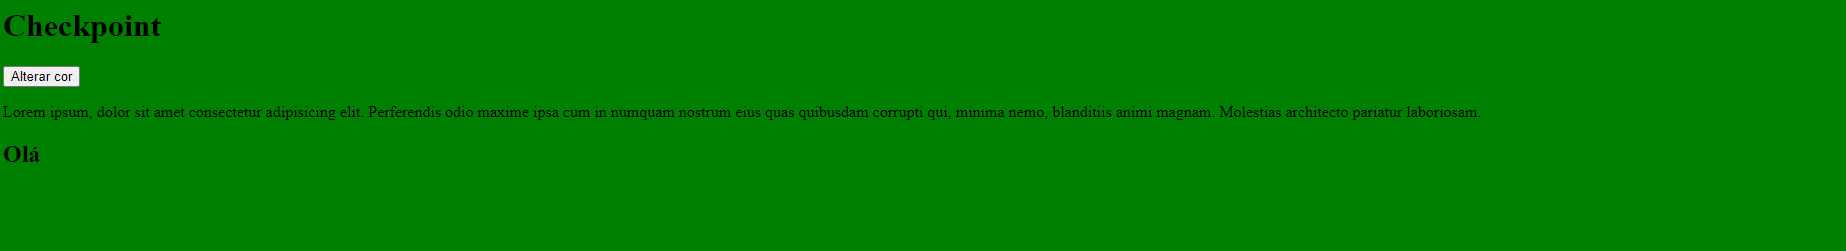 Checkpoint
Alterar cor
Lorem ipsum, dolor sit amet consectetur adipisicing elit. Perferendis odio maxime ipsa cum in numquam nostrum eius quas quibusdam corrupti qui, minima nemo, blanditiis animi magnam. Molestias architecto pariatur laboriosam.
Olá